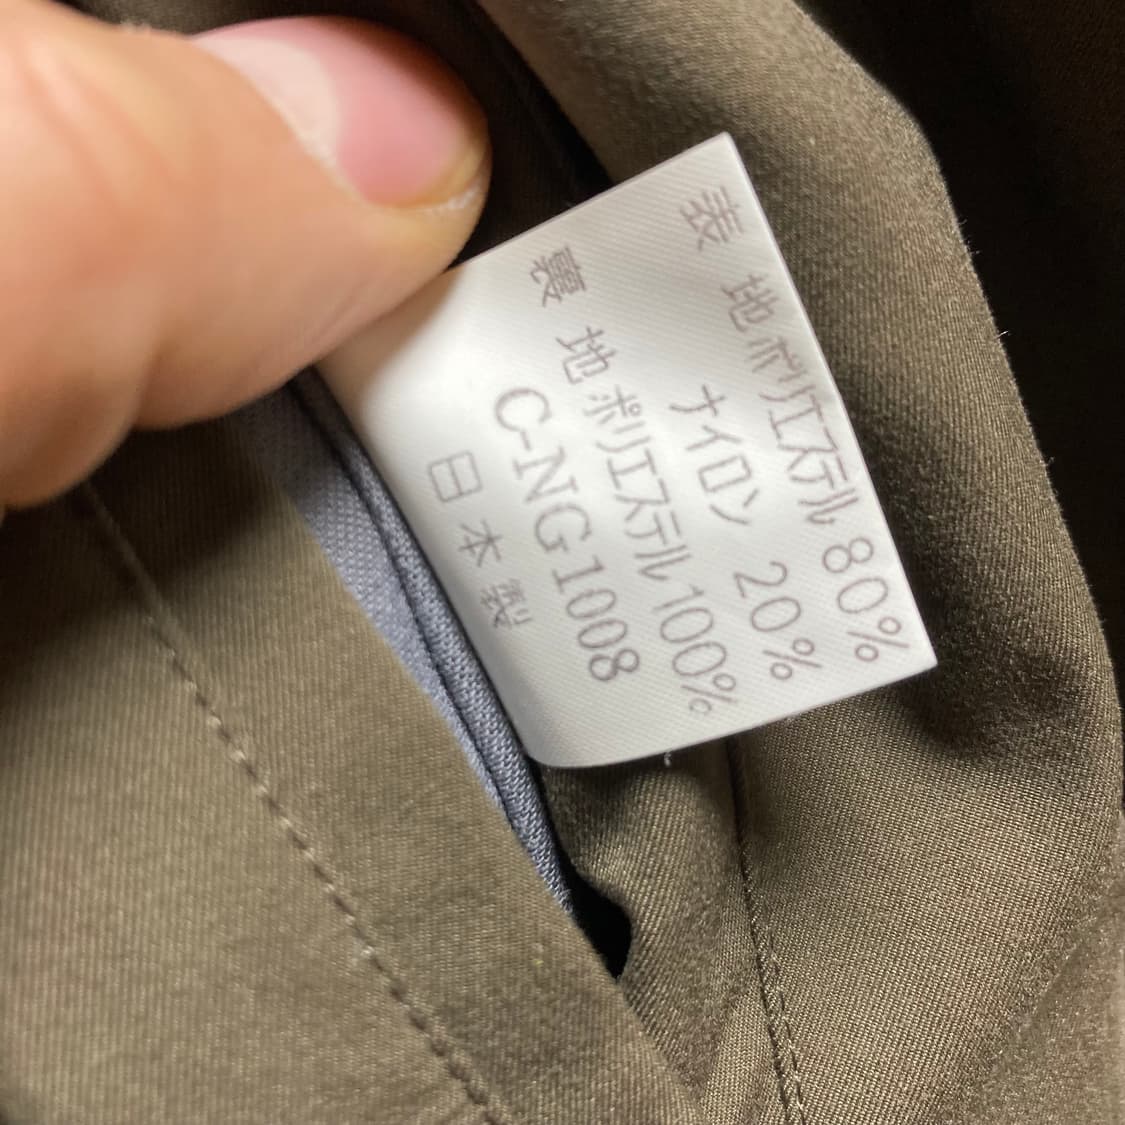 表 地 ポリエステル 80%
ナイロン 20%
裏 地 ポリエステル 100%
C-NG1008
日本製